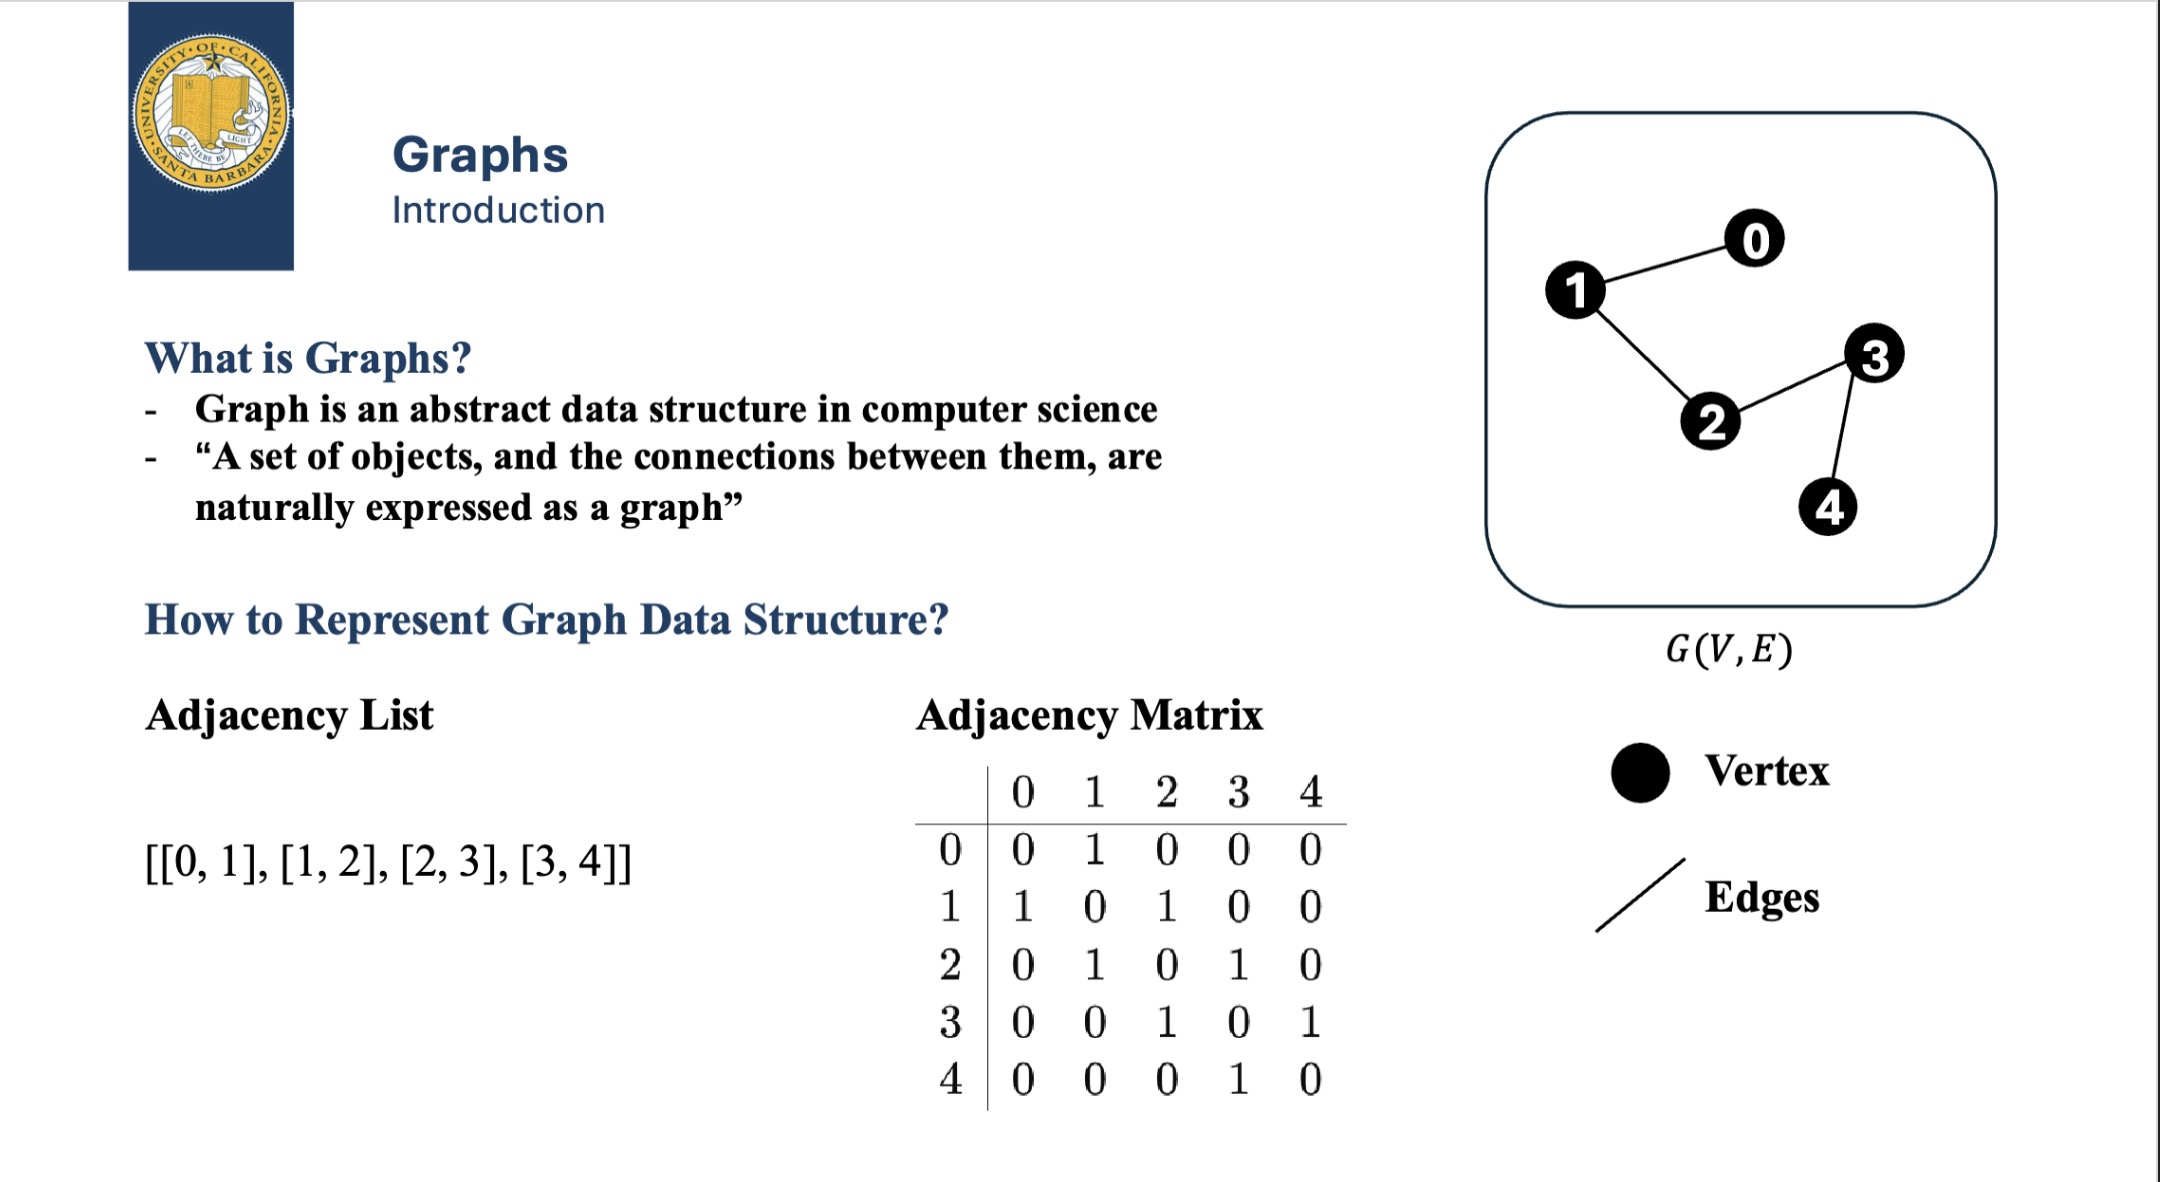 UNIVERSITY·OF·CALIFORNIA·
·SANTA BARBARA·
LET THERE BE LIGHT
Graphs
Introduction
What is Graphs?
- Graph is an abstract data structure in computer science
- “A set of objects, and the connections between them, are
naturally expressed as a graph”
How to Represent Graph Data Structure?
Adjacency List
[[0, 1], [1, 2], [2, 3], [3, 4]]
Adjacency Matrix
0 1 2 3 4
0 0 1 0 0 0
1 1 0 1 0 0
2 0 1 0 1 0
3 0 0 1 0 1
4 0 0 0 1 0
0
1
3
2
4
G(V, E)
Vertex
Edges